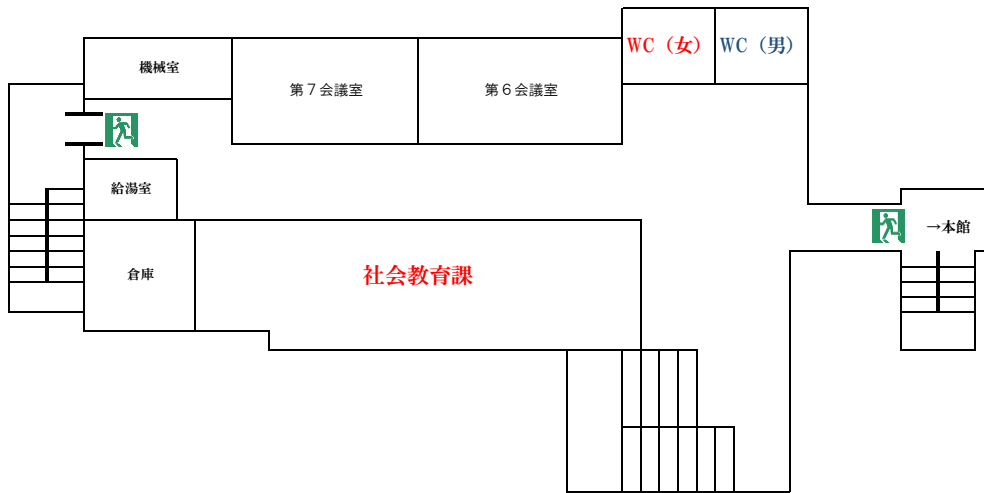 WC（女）
WC（男）
機械室
第７会議室
第６会議室
給湯室
→本館
倉庫
社会教育課